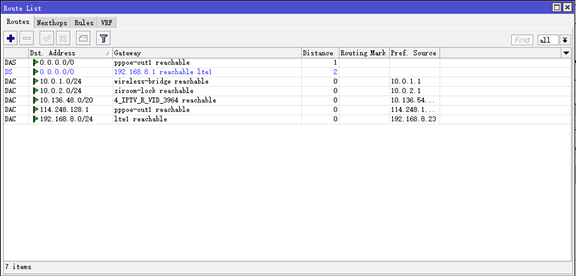 Route List
Routes Nexthops Rules VRF
Find all
Dst. Address / Gateway Distance Routing Mark Pref. Source
DAS 0.0.0.0/0 pppoe-out1 reachable 1
DS 0.0.0.0/0 192.168.8.1 reachable lte1 2
DAC 10.0.1.0/24 wireless-bridge reachable 0 10.0.1.1
DAC 10.0.2.0/24 zircom-lock reachable 0 10.0.2.1
DAC 10.136.48.0/20 4_IPTV_R_VID_3964 reachable 0 10.136.54...
DAC 114.248.128.1 pppoe-out1 reachable 0 114.248.1...
DAC 192.168.8.0/24 lte1 reachable 0 192.168.8.23
7 items